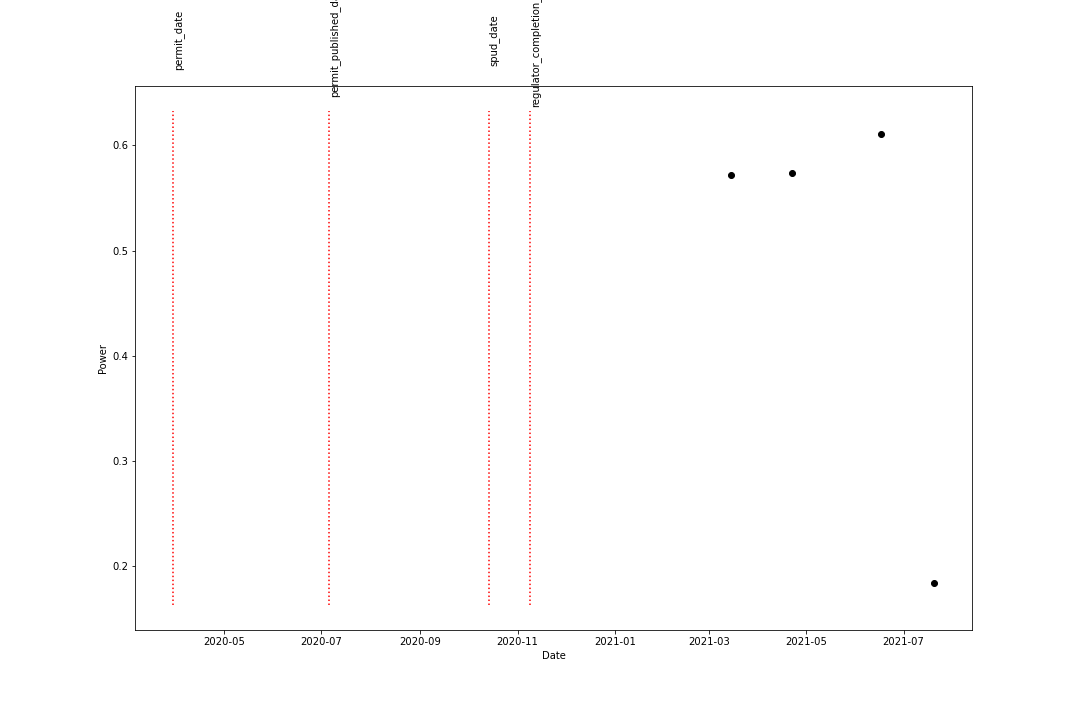 permit_date
permit_published_d
spud_date
regulator_completion_
0.6
0.5
0.4
0.3
0.2
Power
2020-05
2020-07
2020-09
2020-11
2021-01
2021-03
2021-05
2021-07
Date